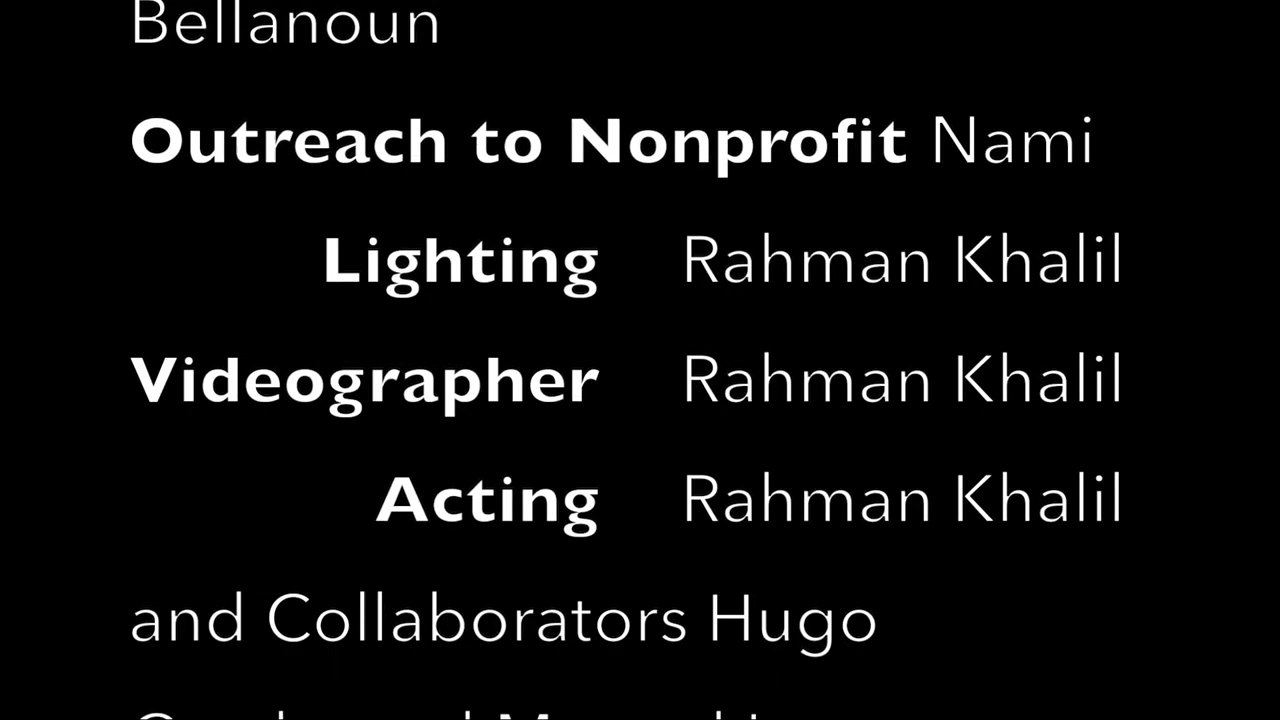 Bellanoun
Outreach to Nonprofit Nami
Lighting Rahman Khalil
Videographer Rahman Khalil
Acting Rahman Khalil
and Collaborators Hugo